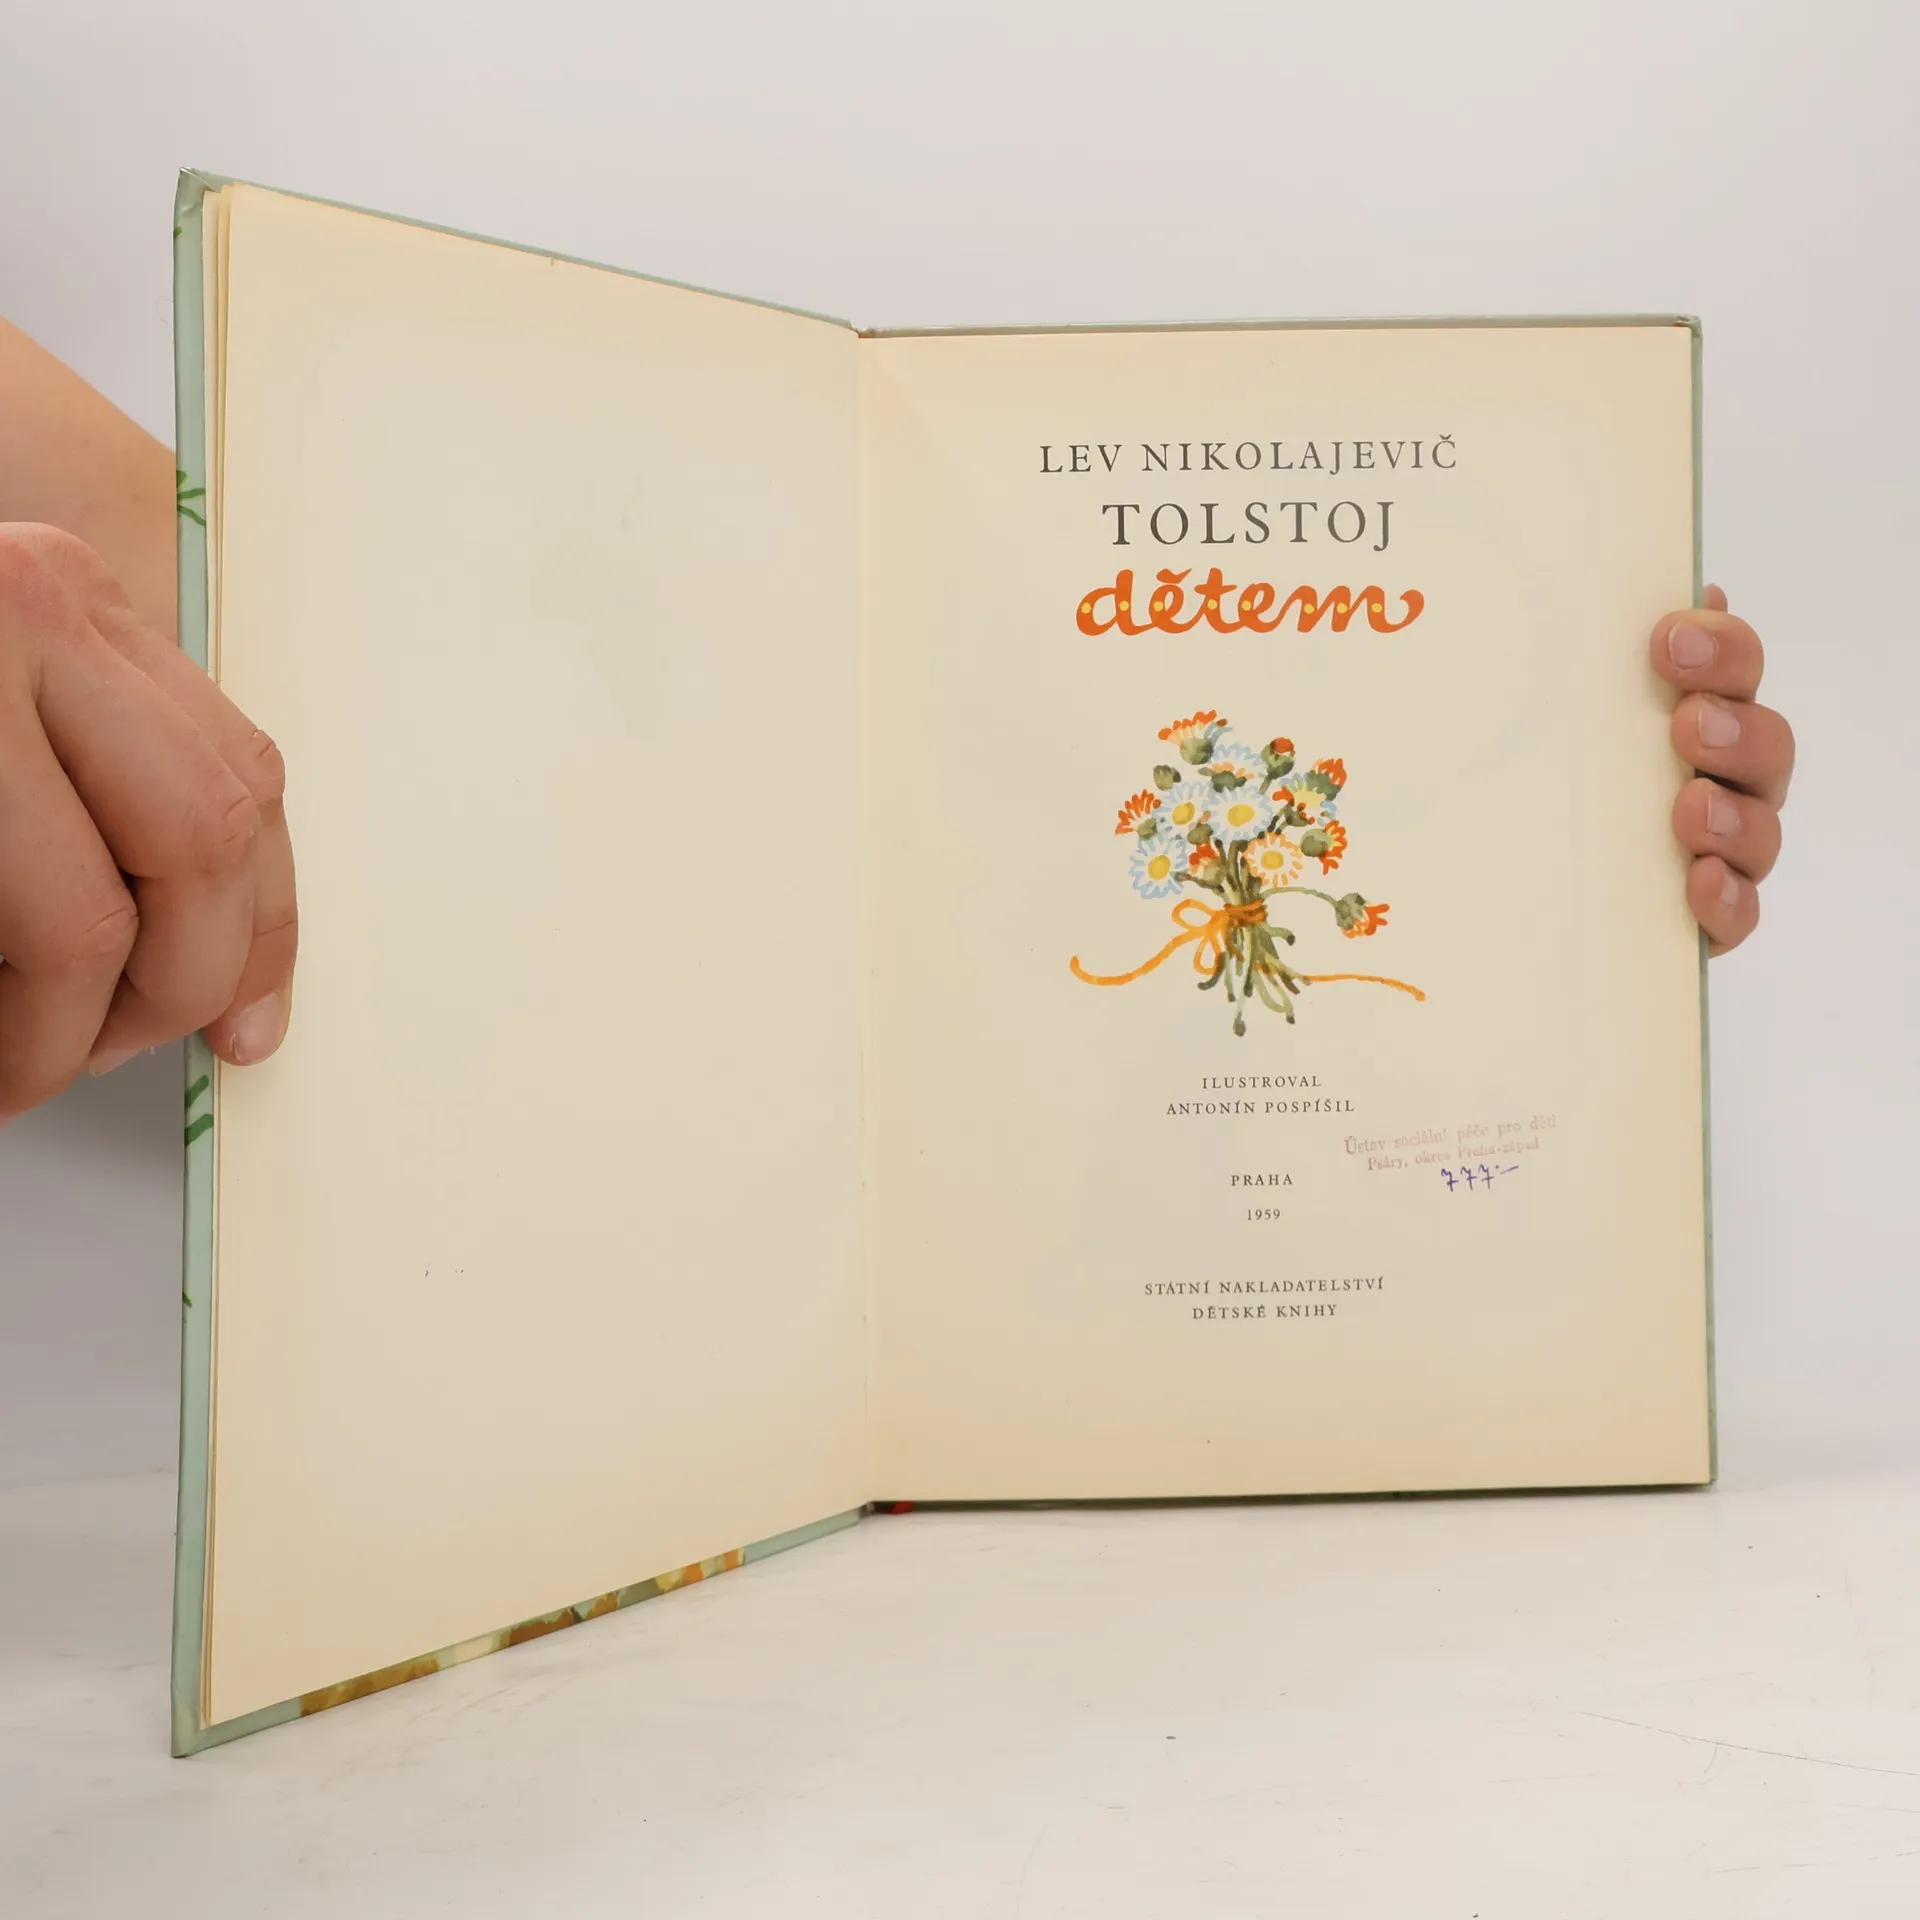 LEV NIKOLAJEVIČ
TOLSTOJ
dětem
ILUSTROVAL
ANTONÍN POSPÍŠIL
Ústav sociální péče pro děti
Psáry, okres Praha-západ
777.-
PRAHA
1959
STÁTNÍ NAKLADATELSTVÍ
DĚTSKÉ KNIHY